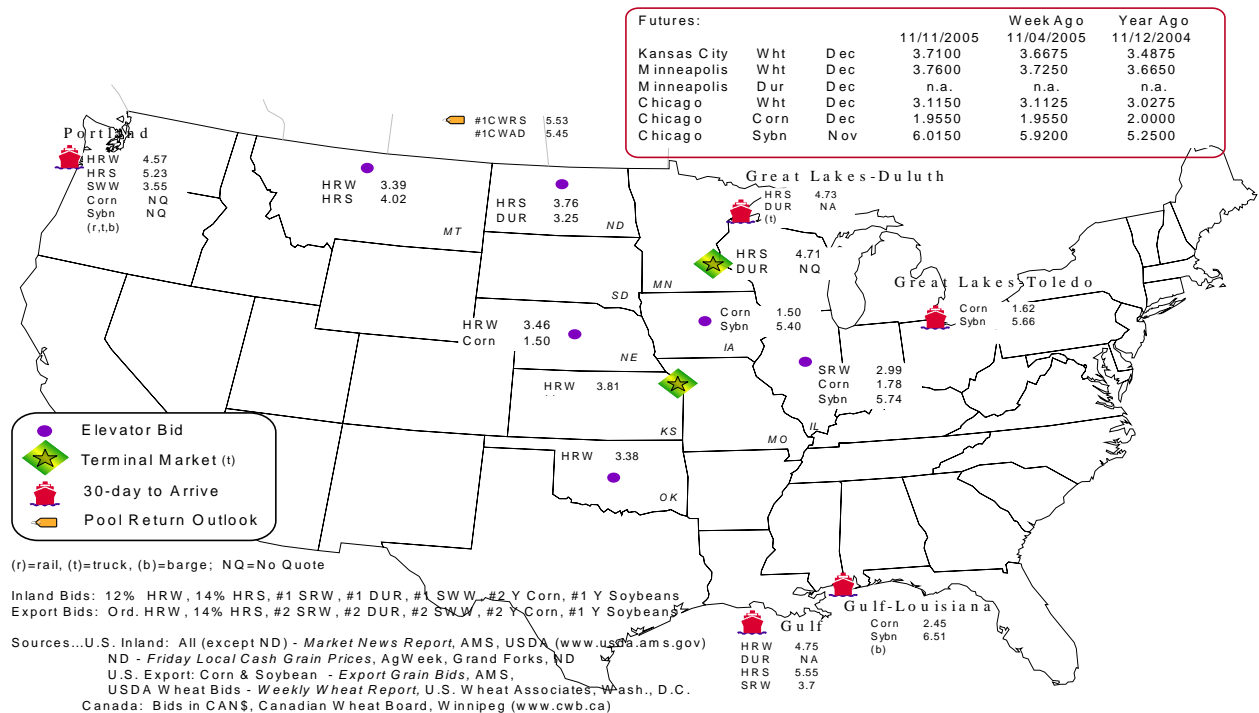 Futures: Week Ago Year Ago
11/11/2005 11/04/2005 11/12/2004
Kansas City Wht Dec 3.7100 3.6675 3.4875
Minneapolis Wht Dec 3.7600 3.7250 3.6650
Minneapolis Dur Dec n.a. n.a. n.a.
Chicago Wht Dec 3.1150 3.1125 3.0275
Chicago Corn Dec 1.9550 1.9550 2.0000
Chicago Sybn Nov 6.0150 5.9200 5.2500
#1CWRS 5.53
#1CWAD 5.45
Portland
HRW 4.57
HRS 5.23
SWW 3.55
Corn NQ
Sybn NQ
(r,t,b)
HRW 3.39
HRS 4.02
MT
HRS 3.76
DUR 3.25
ND
Great Lakes-Duluth
HRS 4.73
DUR NA
(t)
HRS 4.71
DUR NQ
MN
SD
Great Lakes-Toledo
Corn 1.62
Sybn 5.66
HRW 3.46
Corn 1.50
NE
Corn 1.50
Sybn 5.40
IA
SRW 2.99
Corn 1.78
Sybn 5.74
IL
HRW 3.81
KS
MO
HRW 3.38
OK
Elevator Bid
Terminal Market (t)
30-day to Arrive
Pool Return Outlook
Gulf-Louisiana
Corn 2.45
Sybn 6.51
(b)
Gulf
HRW 4.75
DUR NA
HRS 5.55
SRW 3.7
(r)=rail, (t)=truck, (b)=barge; NQ=No Quote
Inland Bids: 12% HRW, 14% HRS, #1 SRW, #1 DUR, #1 SWW, #2 Y Corn, #1 Y Soybeans
Export Bids: Ord. HRW, 14% HRS, #2 SRW, #2 DUR, #2 SWW, #2 Y Corn, #1 Y Soybeans
Sources...U.S. Inland: All (except ND) - Market News Report, AMS, USDA (www.usda.ams.gov)
ND - Friday Local Cash Grain Prices, AgWeek, Grand Forks, ND
U.S. Export: Corn & Soybean - Export Grain Bids, AMS,
USDA Wheat Bids - Weekly Wheat Report, U.S. Wheat Associates, Wash., D.C.
Canada: Bids in CAN$, Canadian Wheat Board, Winnipeg (www.cwb.ca)